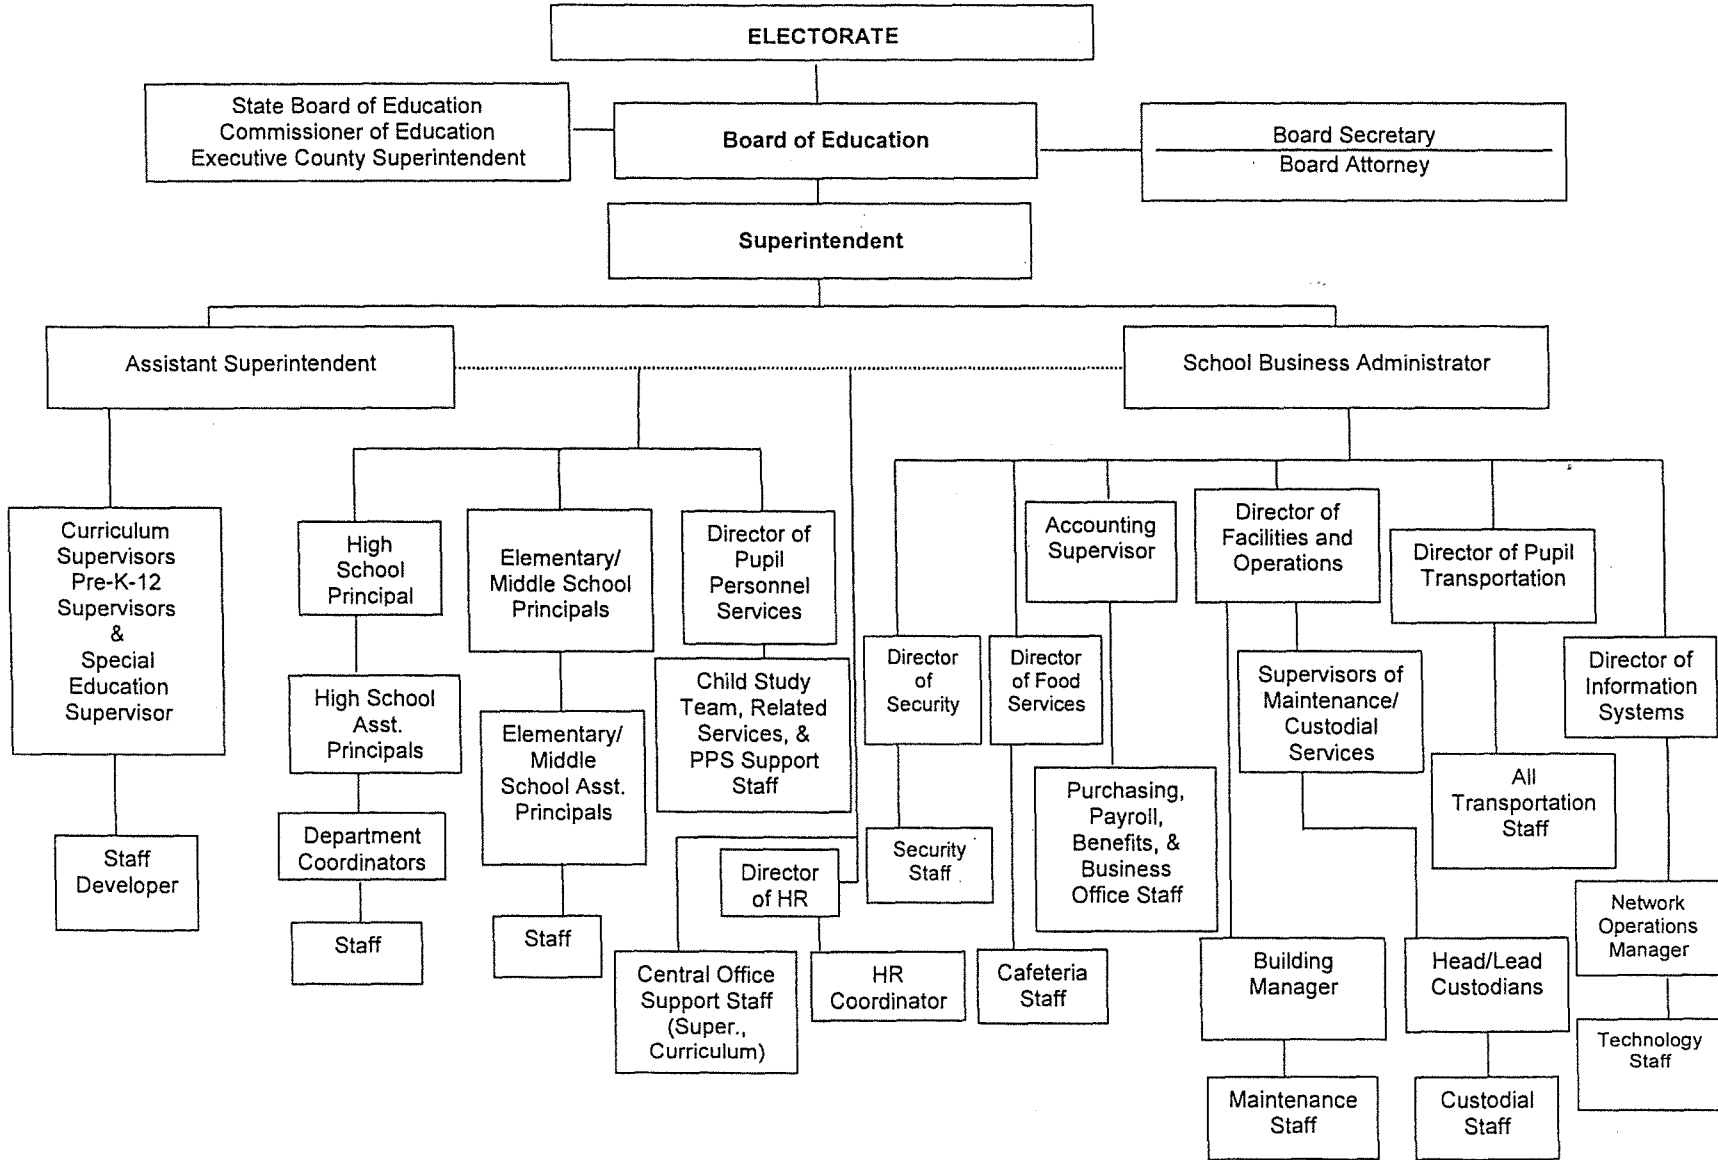 ELECTORATE
State Board of Education
Commissioner of Education
Executive County Superintendent
Board of Education
Board Secretary
Board Attorney
Superintendent
Assistant Superintendent
School Business Administrator
Curriculum
Supervisors
Pre-K-12
Supervisors
&
Special
Education
Supervisor
High
School
Principal
Elementary/
Middle School
Principals
Director of
Pupil
Personnel
Services
Accounting
Supervisor
Director of
Facilities and
Operations
Director of Pupil
Transportation
Director
of
Security
Director
of Food
Services
Supervisors of
Maintenance/
Custodial
Services
Director of
Information
Systems
High School
Asst.
Principals
Elementary/
Middle
School Asst.
Principals
Child Study
Team, Related
Services, &
PPS Support
Staff
Purchasing,
Payroll,
Benefits, &
Business
Office Staff
All
Transportation
Staff
Staff
Developer
Department
Coordinators
Director
of HR
Security
Staff
Network
Operations
Manager
Staff
Staff
Central Office
Support Staff
(Super.,
Curriculum)
HR
Coordinator
Cafeteria
Staff
Building
Manager
Head/Lead
Custodians
Technology
Staff
Maintenance
Staff
Custodial
Staff